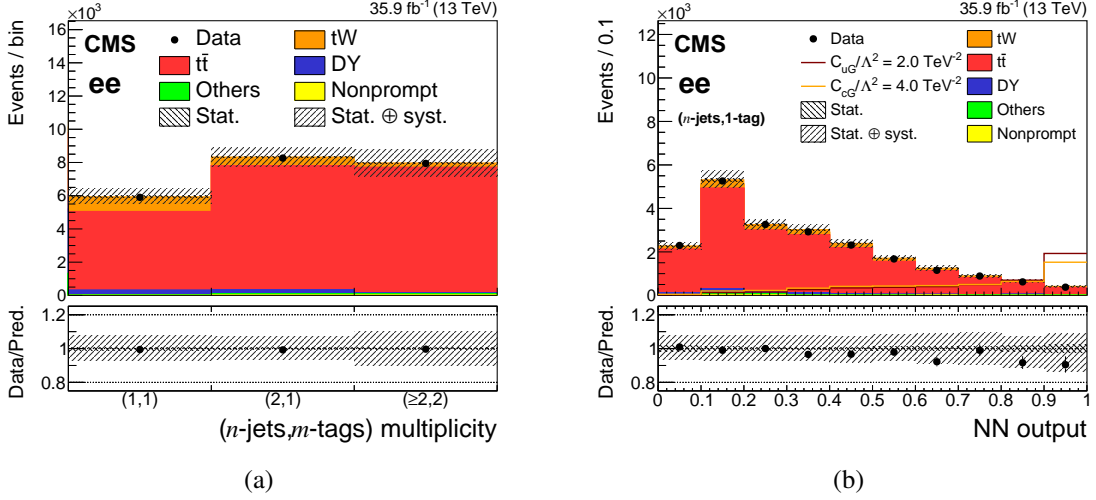 ×10³
35.9 fb⁻¹ (13 TeV)
Events / bin
16
14
12
10
8
6
4
2
0
CMS
ee
Data
tW
tt̄
DY
Others
Nonprompt
Stat.
Stat. ⊕ syst.
Data/Pred.
1.2
1
0.8
(1,1)
(2,1)
(≥2,2)
(n-jets,m-tags) multiplicity
(a)
×10³
35.9 fb⁻¹ (13 TeV)
Events / 0.1
12
10
8
6
4
2
0
CMS
ee
(n-jets,1-tag)
Data
C_uG/Λ² = 2.0 TeV⁻²
C_cG/Λ² = 4.0 TeV⁻²
Stat.
Stat. ⊕ syst.
tW
tt̄
DY
Others
Nonprompt
Data/Pred.
1.2
1
0.8
0 0.1 0.2 0.3 0.4 0.5 0.6 0.7 0.8 0.9 1
NN output
(b)